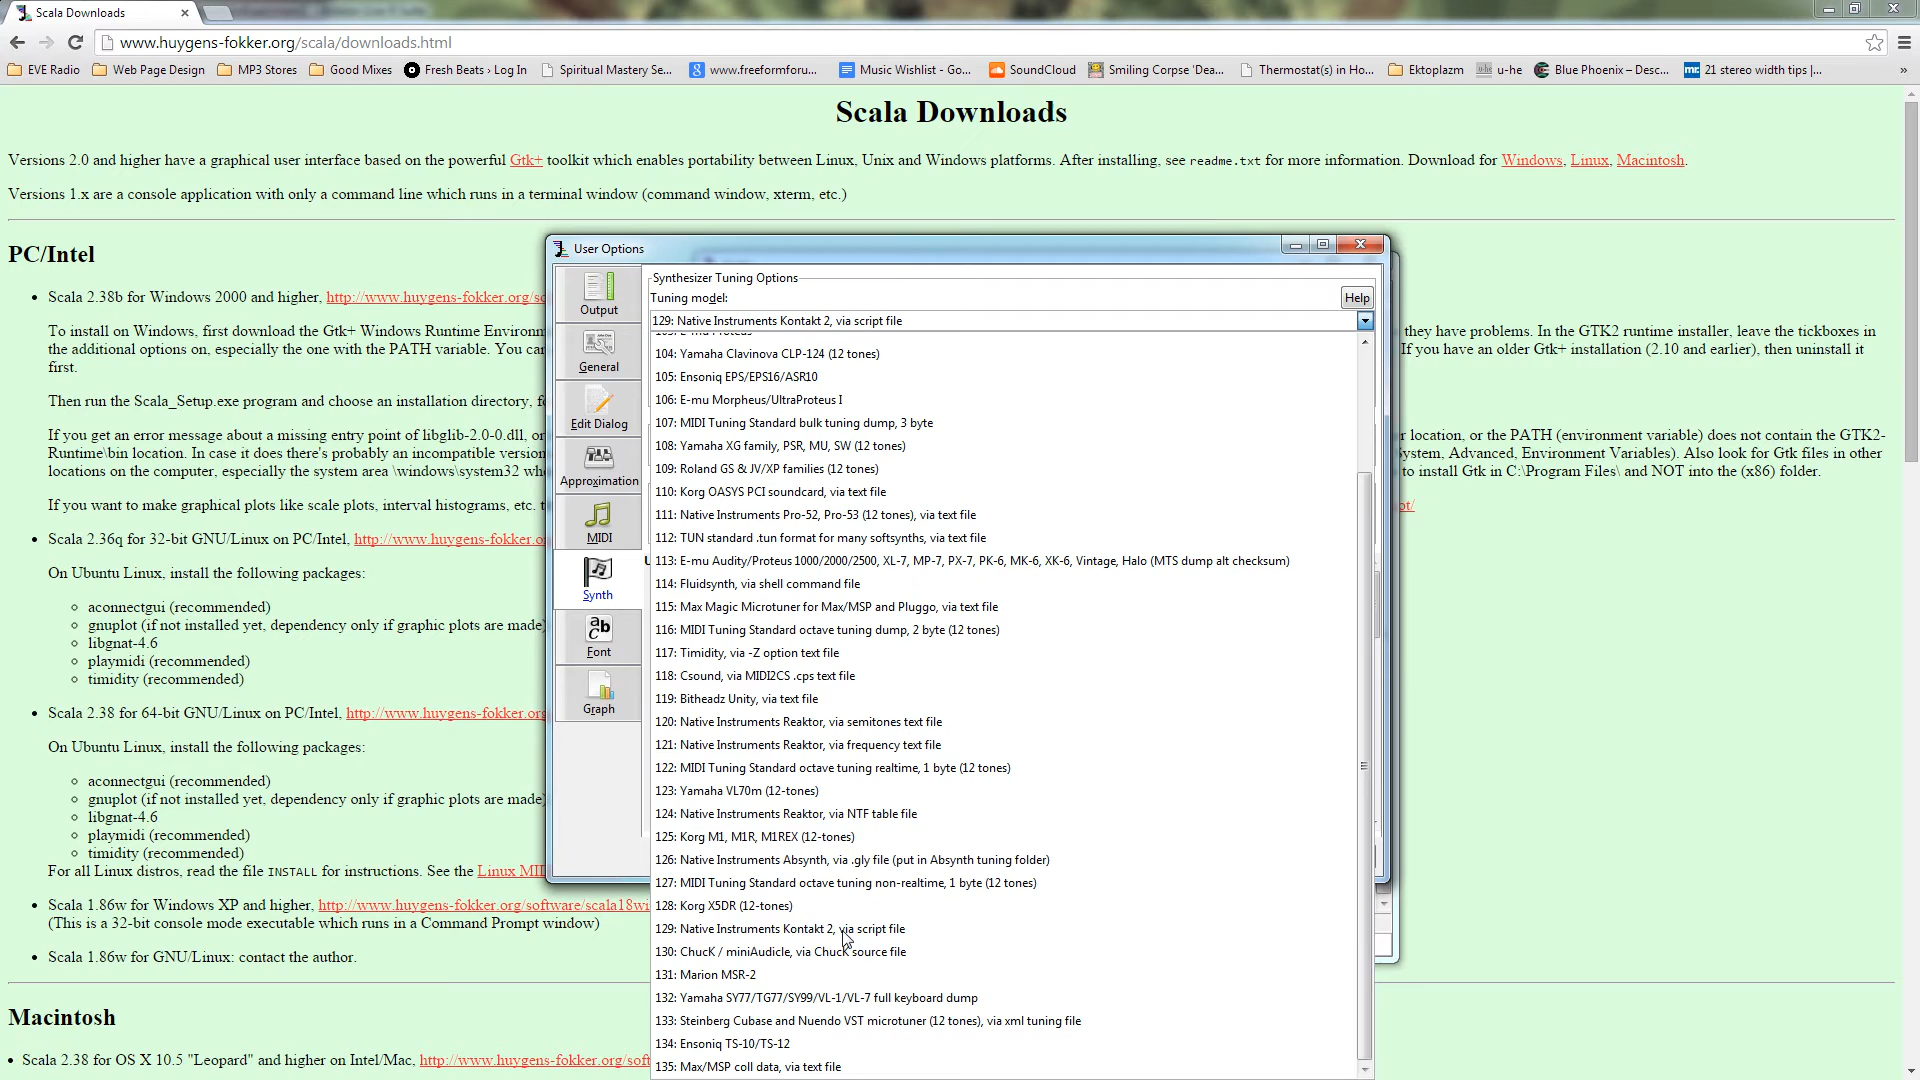 Scala Downloads
www.huygens-fokker.org/scala/downloads.html
EVE Radio Web Page Design MP3 Stores Good Mixes Fresh Beats › Log In Spiritual Mastery Se... www.freeformforu... Music Wishlist - Go... SoundCloud Smiling Corpse 'Dea... Thermostat(s) in Ho... Ektoplazm u-he Blue Phoenix – Desc... 21 stereo width tips |... »
Scala Downloads
Versions 2.0 and higher have a graphical user interface based on the powerful Gtk+ toolkit which enables portability between Linux, Unix and Windows platforms. After installing, see readme.txt for more information. Download for Windows, Linux, Macintosh.
Versions 1.x are a console application with only a command line which runs in a terminal window (command window, xterm, etc.)
PC/Intel
Scala 2.38b for Windows 2000 and higher, http://www.huygens-fokker.org/sc
To install on Windows, first download the Gtk+ Windows Runtime Environ they have problems. In the GTK2 runtime installer, leave the tickboxes in
the additional options on, especially the one with the PATH variable. You can If you have an older Gtk+ installation (2.10 and earlier), then uninstall it
first.
Then run the Scala_Setup.exe program and choose an installation directory, f
If you get an error message about a missing entry point of libglib-2.0-0.dll, or r location, or the PATH (environment variable) does not contain the GTK2-
Runtime\bin location. In case it does there's probably an incompatible version System, Advanced, Environment Variables). Also look for Gtk files in other
locations on the computer, especially the system area \windows\system32 wh to install Gtk in C:\Program Files\ and NOT into the (x86) folder.
If you want to make graphical plots like scale plots, interval histograms, etc. t ot/
Scala 2.36q for 32-bit GNU/Linux on PC/Intel, http://www.huygens-fokker.o
On Ubuntu Linux, install the following packages:
aconnectgui (recommended)
gnuplot (if not installed yet, dependency only if graphic plots are made)
libgnat-4.6
playmidi (recommended)
timidity (recommended)
Scala 2.38 for 64-bit GNU/Linux on PC/Intel, http://www.huygens-fokker.org
On Ubuntu Linux, install the following packages:
aconnectgui (recommended)
gnuplot (if not installed yet, dependency only if graphic plots are made)
libgnat-4.6
playmidi (recommended)
timidity (recommended)
For all Linux distros, read the file INSTALL for instructions. See the Linux MID
Scala 1.86w for Windows XP and higher, http://www.huygens-fokker.org/software/scala18wi
(This is a 32-bit console mode executable which runs in a Command Prompt window)
Scala 1.86w for GNU/Linux: contact the author.
Macintosh
Scala 2.38 for OS X 10.5 "Leopard" and higher on Intel/Mac, http://www.huygens-fokker.org/soft
User Options
Output
General
Edit Dialog
Approximation
MIDI
Synth
Font
Graph
Synthesizer Tuning Options
Tuning model:
Help
129: Native Instruments Kontakt 2, via script file
104: Yamaha Clavinova CLP-124 (12 tones)
105: Ensoniq EPS/EPS16/ASR10
106: E-mu Morpheus/UltraProteus I
107: MIDI Tuning Standard bulk tuning dump, 3 byte
108: Yamaha XG family, PSR, MU, SW (12 tones)
109: Roland GS & JV/XP families (12 tones)
110: Korg OASYS PCI soundcard, via text file
111: Native Instruments Pro-52, Pro-53 (12 tones), via text file
112: TUN standard .tun format for many softsynths, via text file
113: E-mu Audity/Proteus 1000/2000/2500, XL-7, MP-7, PX-7, PK-6, MK-6, XK-6, Vintage, Halo (MTS dump alt checksum)
114: Fluidsynth, via shell command file
115: Max Magic Microtuner for Max/MSP and Pluggo, via text file
116: MIDI Tuning Standard octave tuning dump, 2 byte (12 tones)
117: Timidity, via -Z option text file
118: Csound, via MIDI2CS .cps text file
119: Bitheadz Unity, via text file
120: Native Instruments Reaktor, via semitones text file
121: Native Instruments Reaktor, via frequency text file
122: MIDI Tuning Standard octave tuning realtime, 1 byte (12 tones)
123: Yamaha VL70m (12-tones)
124: Native Instruments Reaktor, via NTF table file
125: Korg M1, M1R, M1REX (12-tones)
126: Native Instruments Absynth, via .gly file (put in Absynth tuning folder)
127: MIDI Tuning Standard octave tuning non-realtime, 1 byte (12 tones)
128: Korg X5DR (12-tones)
129: Native Instruments Kontakt 2, via script file
130: ChucK / miniAudicle, via ChucK source file
131: Marion MSR-2
132: Yamaha SY77/TG77/SY99/VL-1/VL-7 full keyboard dump
133: Steinberg Cubase and Nuendo VST microtuner (12 tones), via xml tuning file
134: Ensoniq TS-10/TS-12
135: Max/MSP coll data, via text file